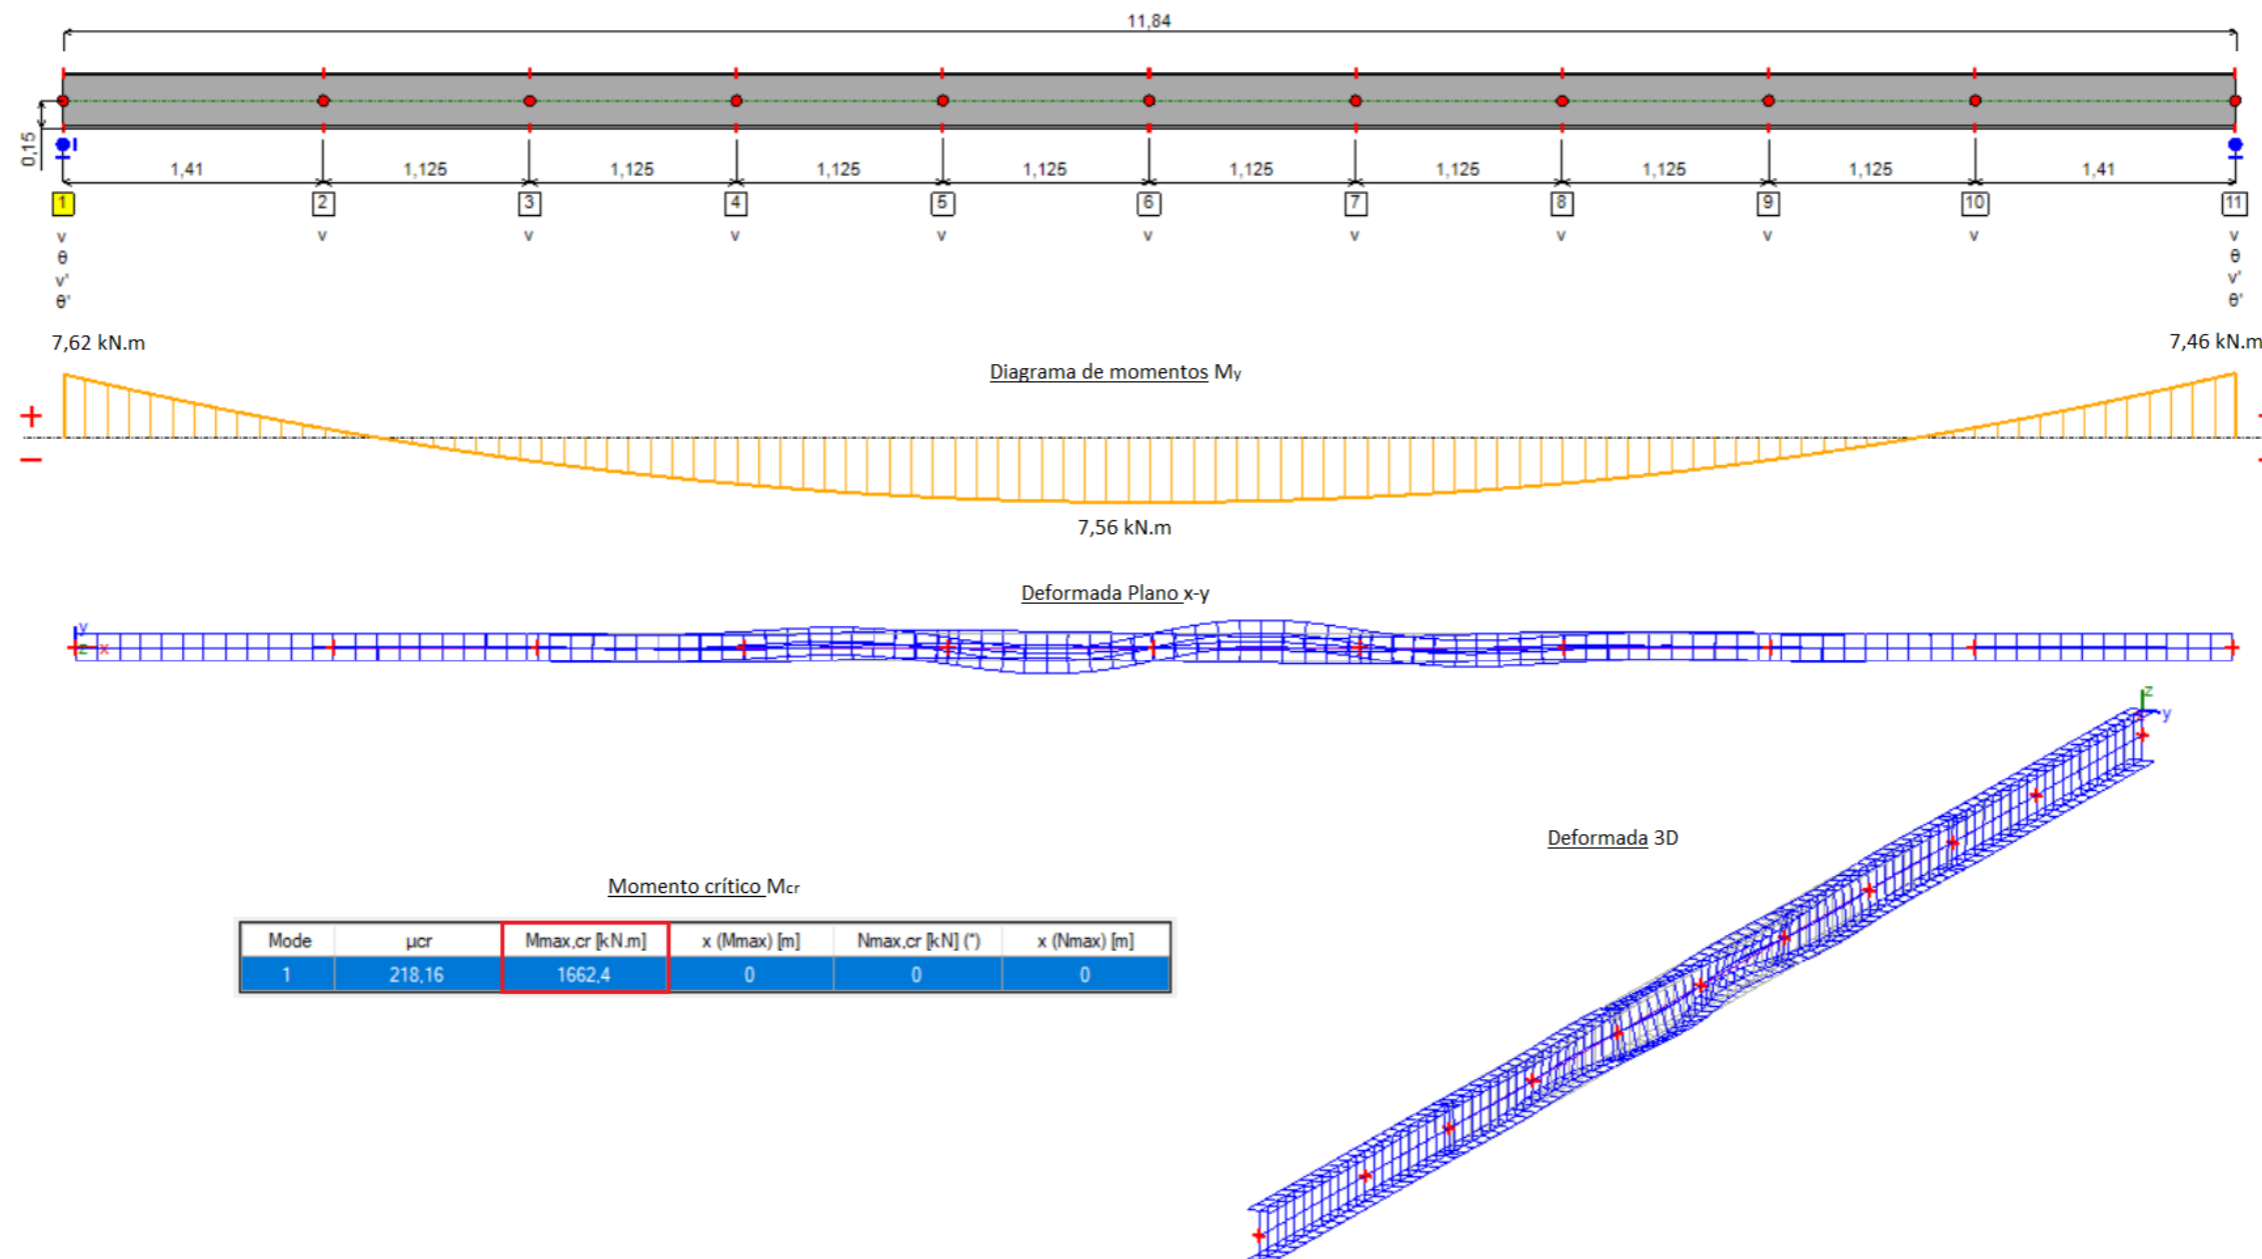 11,84
0,15
1,41 1,125 1,125 1,125 1,125 1,125 1,125 1,125 1,125 1,41
1 2 3 4 5 6 7 8 9 10 11
v v v v v v v v v v v
θ θ
v' v'
θ' θ'
7,62 kN.m 7,46 kN.m
Diagrama de momentos My
+
−
7,56 kN.m
Deformada Plano x-y
y
z x
z
y
Deformada 3D
Momento crítico Mcr
Mode µcr Mmax,cr [kN.m] x (Mmax) [m] Nmax,cr [kN] (*) x (Nmax) [m]
1 218,16 1662,4 0 0 0